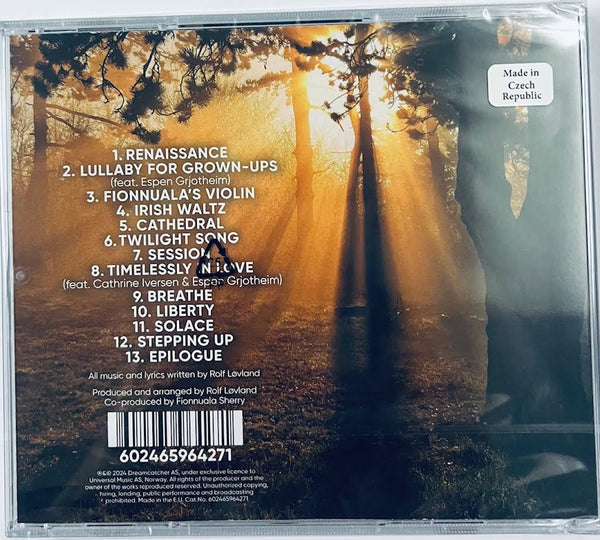 Made in
Czech
Republic
1. RENAISSANCE
2. LULLABY FOR GROWN-UPS
(feat. Espen Grjotheim)
3. FIONNUALA'S VIOLIN
4. IRISH WALTZ
5. CATHEDRAL
6. TWILIGHT SONG
7. SESSION
8. TIMELESSLY IN LOVE
(feat. Cathrine Iversen & Espen Grjotheim)
9. BREATHE
10. LIBERTY
11. SOLACE
12. STEPPING UP
13. EPILOGUE
All music and lyrics written by Rolf Løvland
Produced and arranged by Rolf Løvland
Co-produced by Fionnuala Sherry
602465964271
℗&© 2024 Dreamcatcher AS, under exclusive licence to
Universal Music AS, Norway. All rights of the producer and the
owner of the works reproduced reserved. Unauthorized copying,
hiring, lending, public performance and broadcasting
prohibited. Made in the E.U. Cat.No. 602465964271